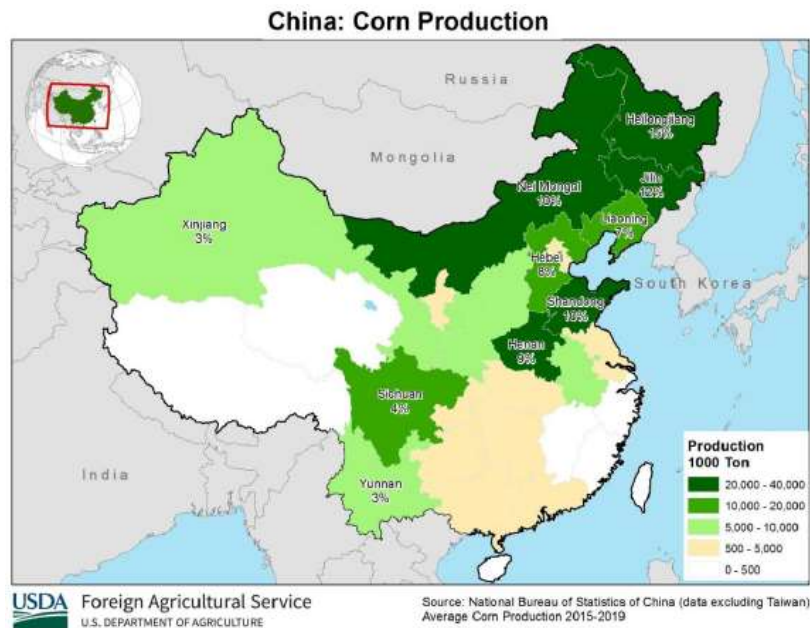 China: Corn Production
Russia
Mongolia
Heilongjiang
15%
Jilin
12%
Nei Mongol
10%
Liaoning
7%
Xinjiang
3%
Hebei
8%
South Korea
Shandong
10%
Henan
9%
Sichuan
4%
India
Yunnan
3%
Production
1000 Ton
20,000 - 40,000
10,000 - 20,000
5,000 - 10,000
500 - 5,000
0 - 500
USDA Foreign Agricultural Service
U.S. DEPARTMENT OF AGRICULTURE
Source: National Bureau of Statistics of China (data excluding Taiwan)
Average Corn Production 2015-2019